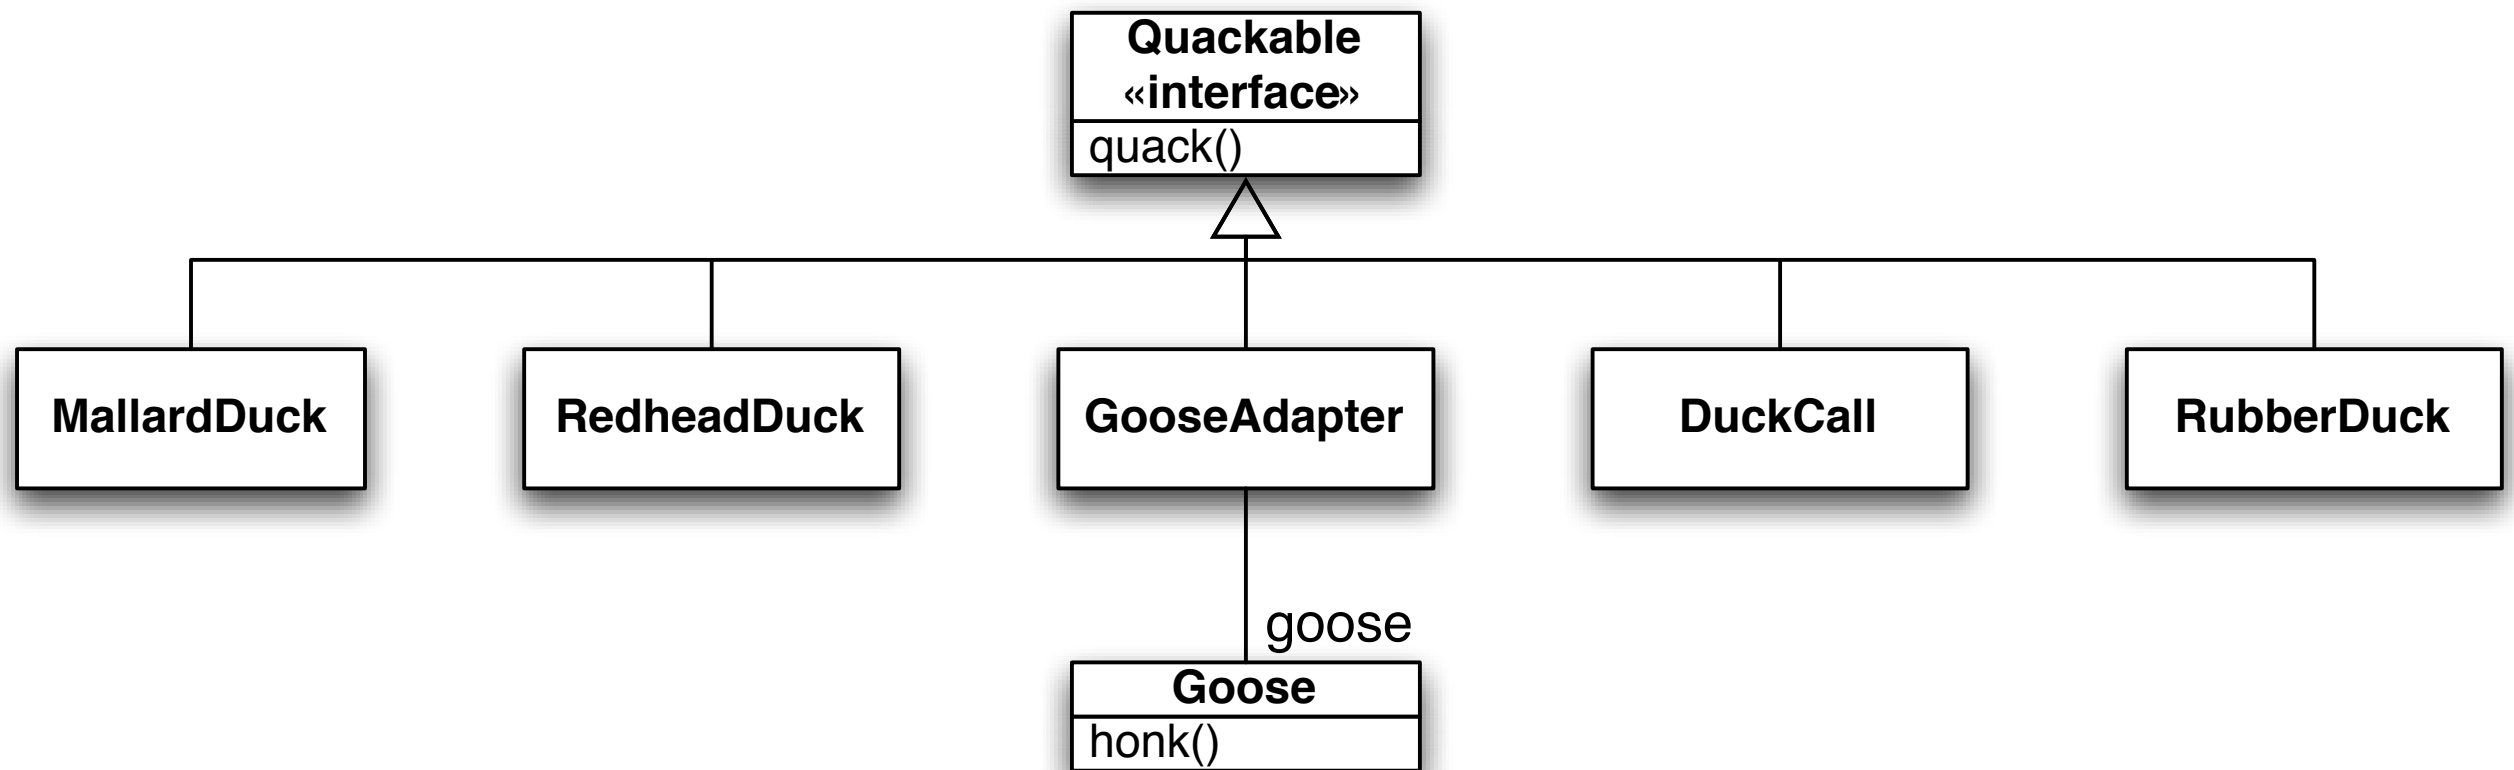 Quackable
«interface»
quack()
MallardDuck
RedheadDuck
GooseAdapter
DuckCall
RubberDuck
goose
Goose
honk()